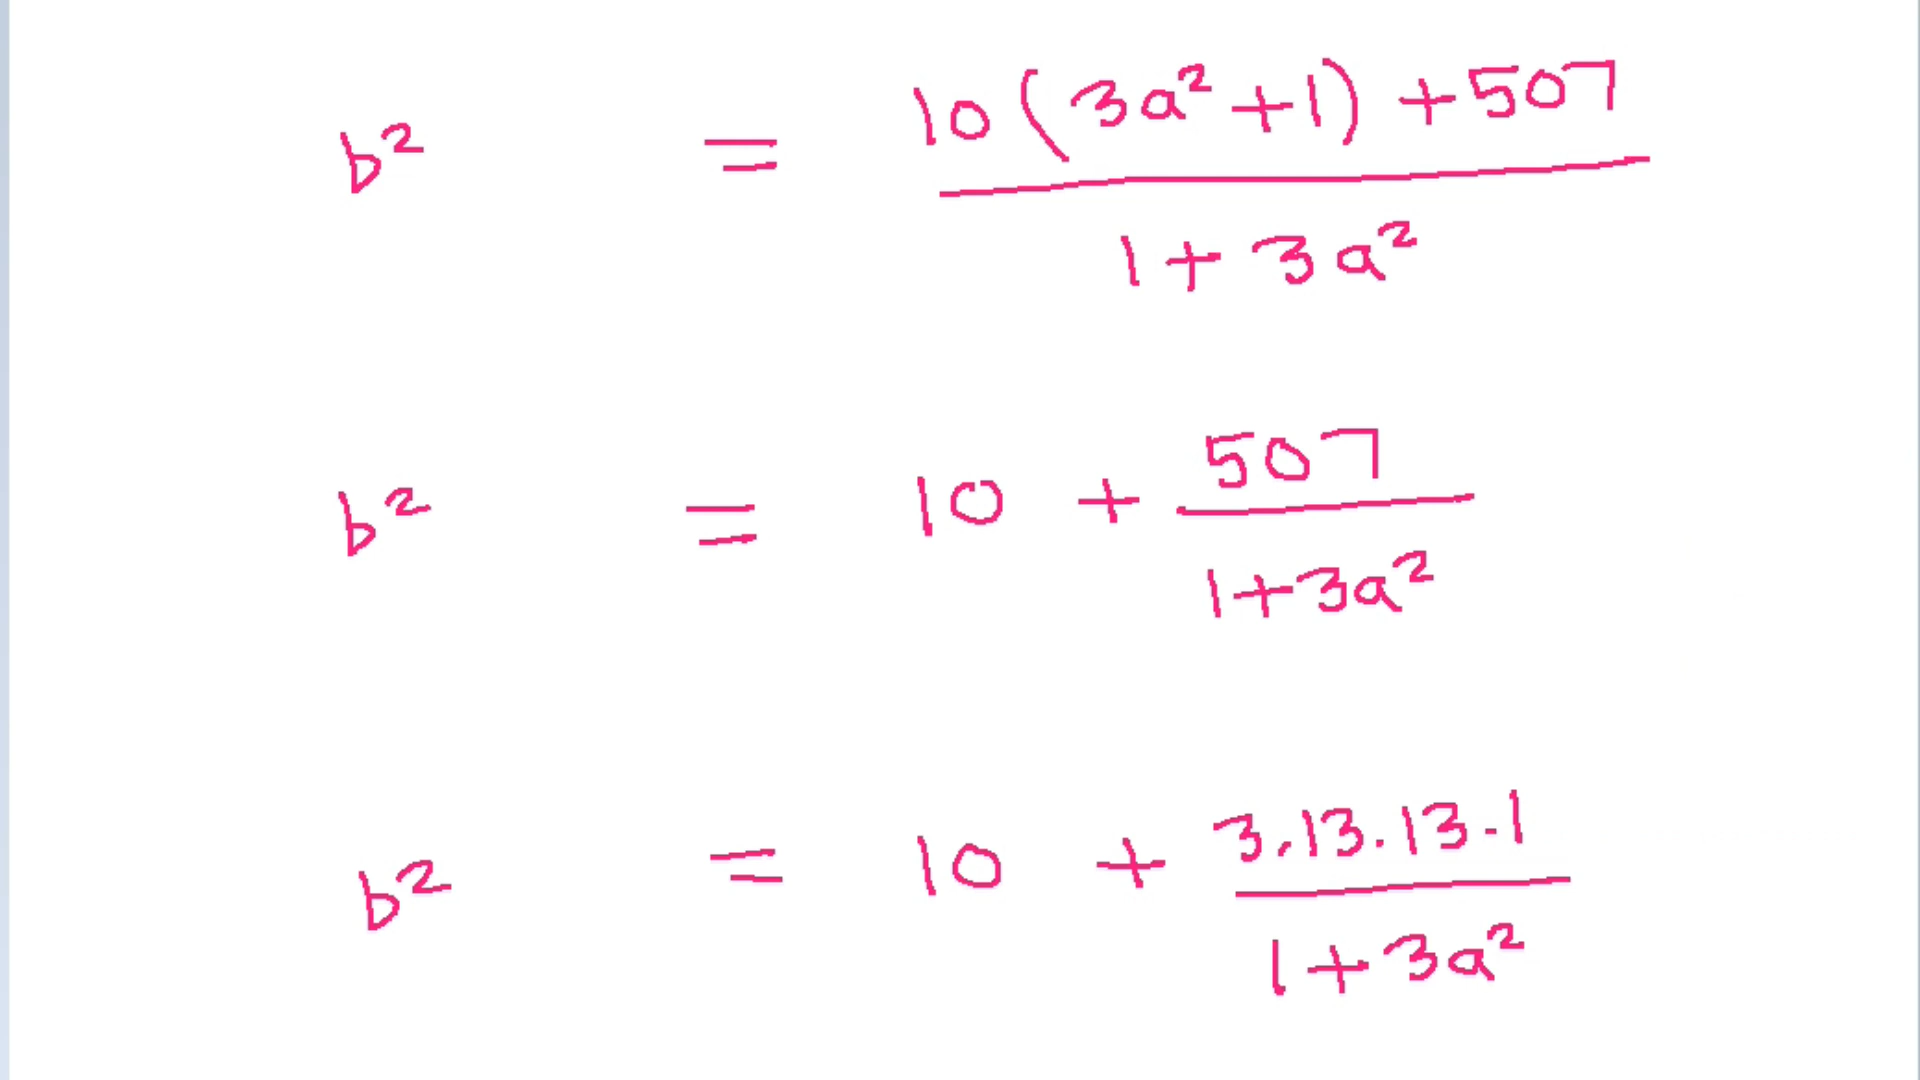 b² = 10(3a²+1)+507 / 1+3a²
b² = 10 + 507 / 1+3a²
b² = 10 + 3.13.13.1 / 1+3a²